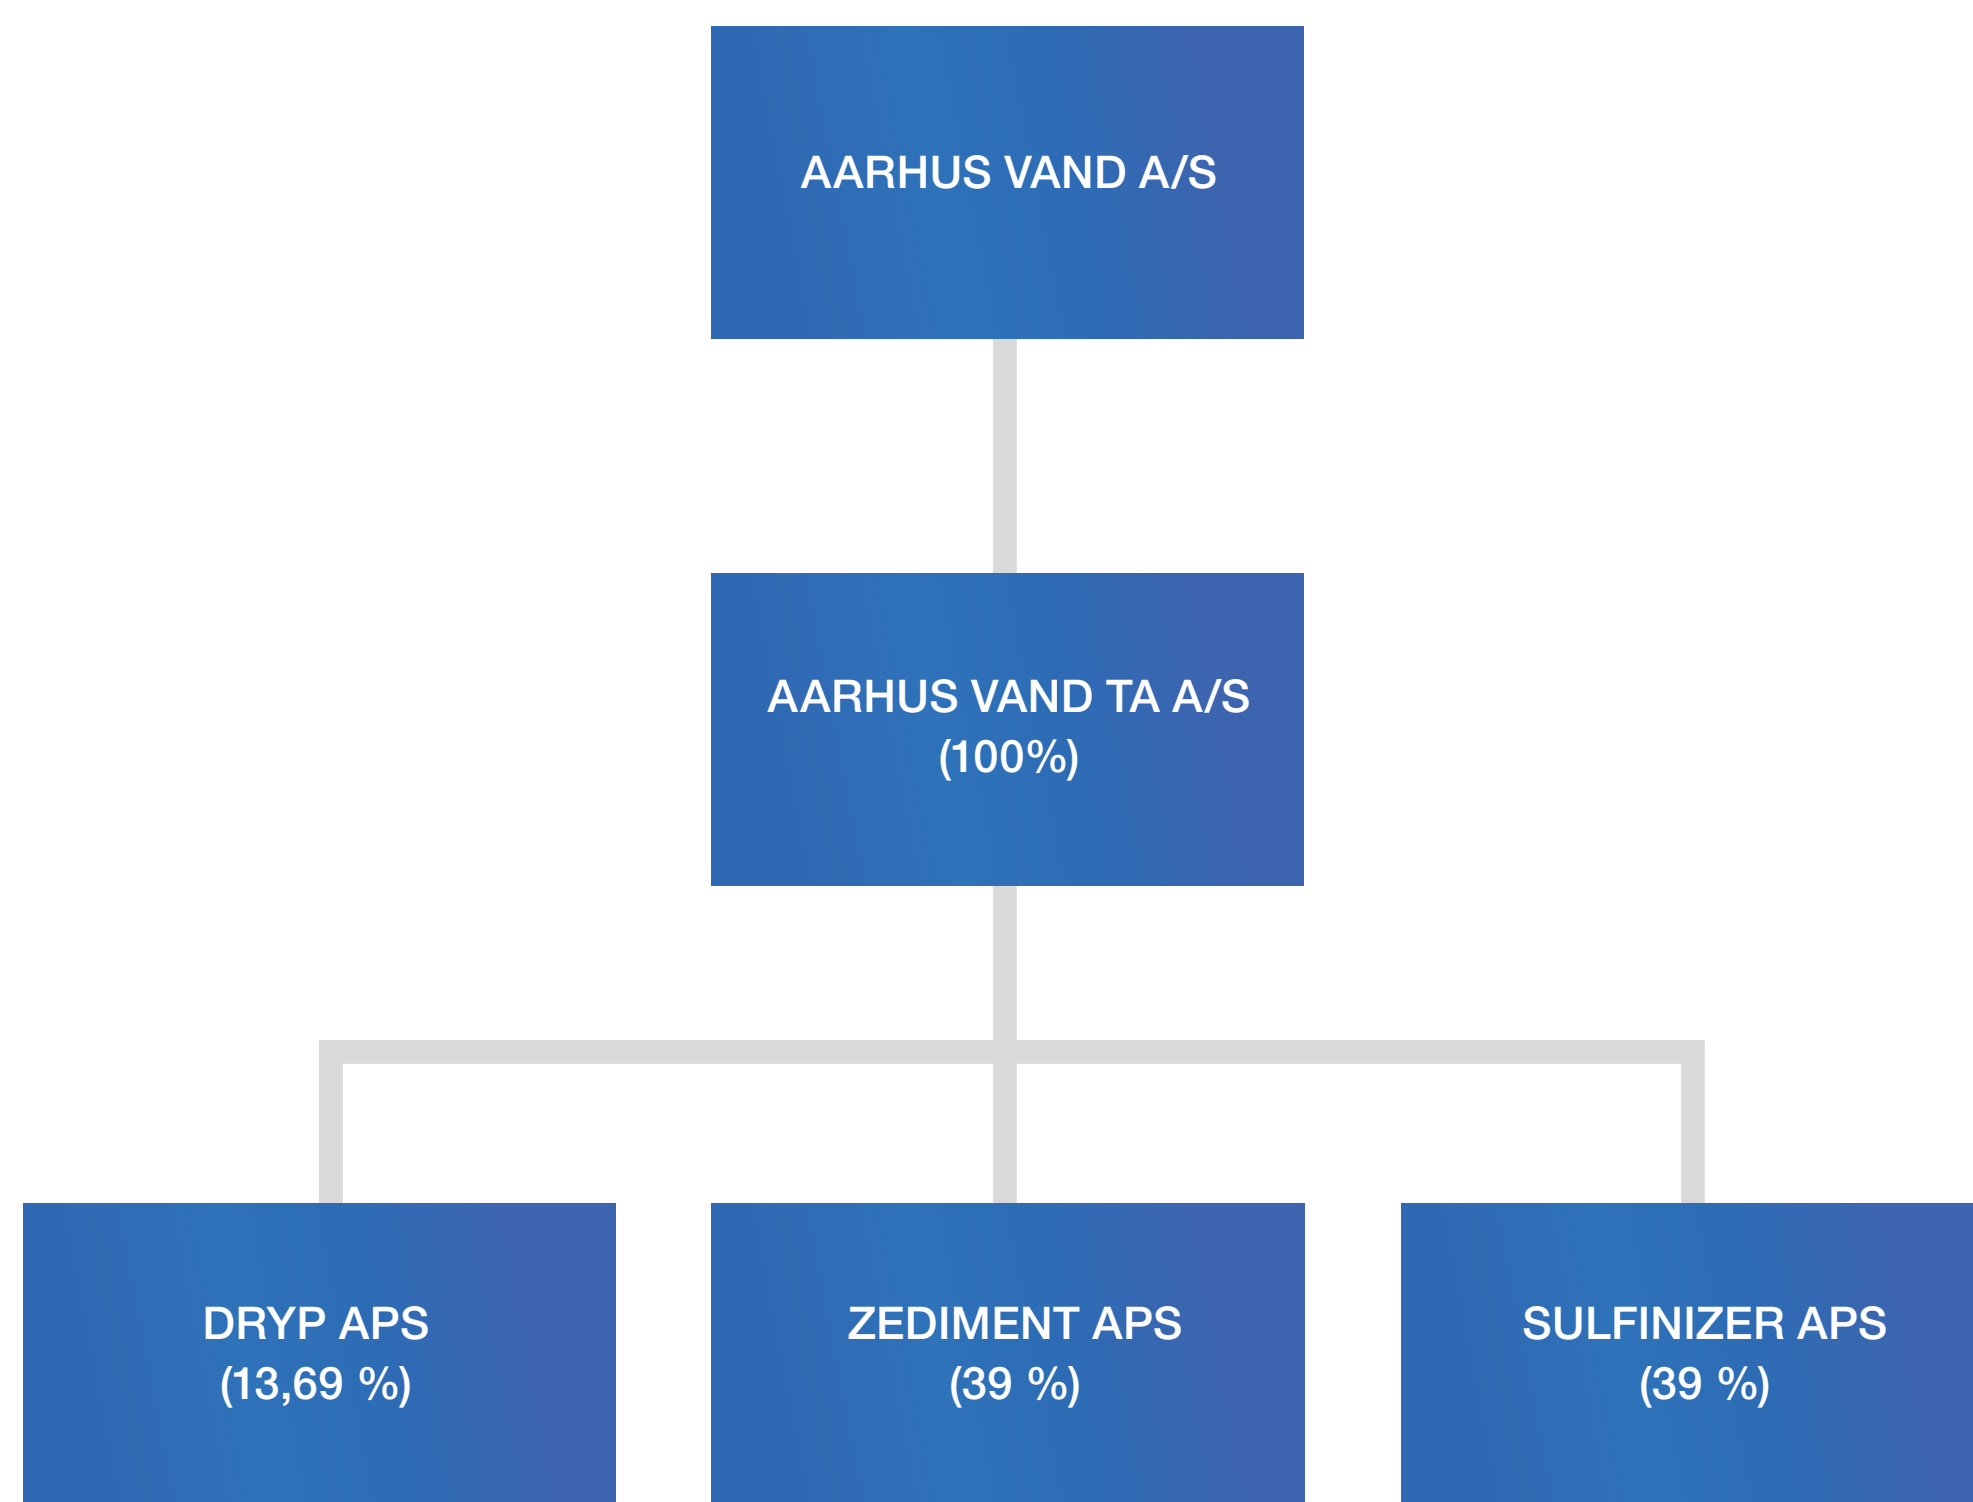 AARHUS VAND A/S
AARHUS VAND TA A/S
(100%)
DRYP APS
(13,69 %)
ZEDIMENT APS
(39 %)
SULFINIZER APS
(39 %)